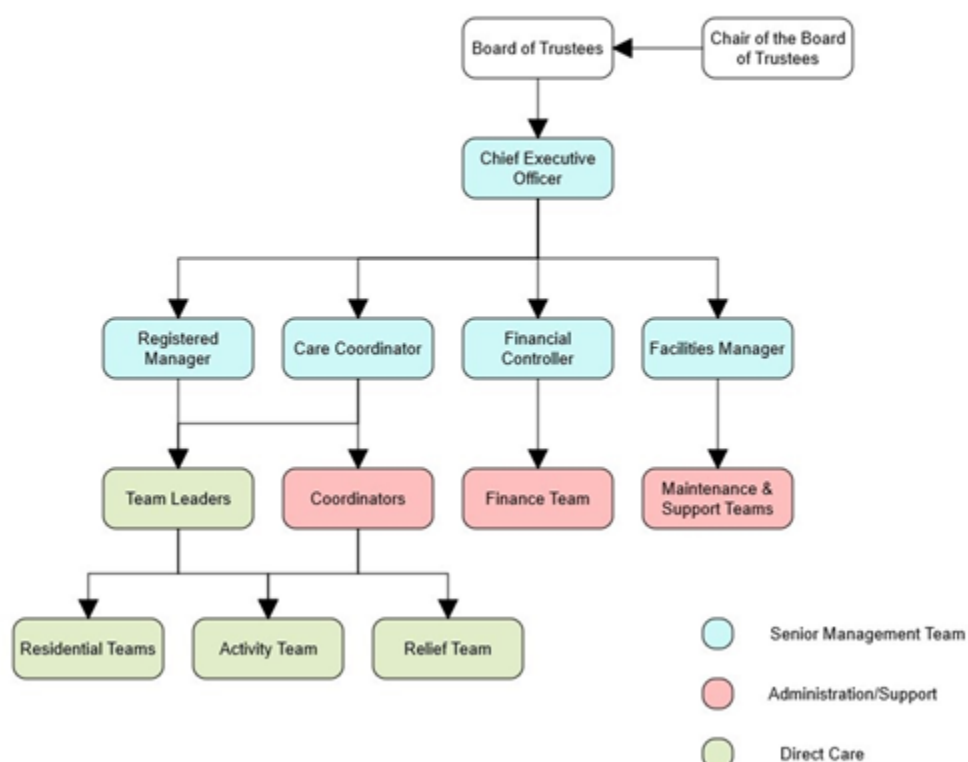 Board of Trustees
Chair of the Board
of Trustees
Chief Executive
Officer
Registered
Manager
Care Coordinator
Financial
Controller
Facilities Manager
Team Leaders
Coordinators
Finance Team
Maintenance &
Support Teams
Residential Teams
Activity Team
Relief Team
Senior Management Team
Administration/Support
Direct Care